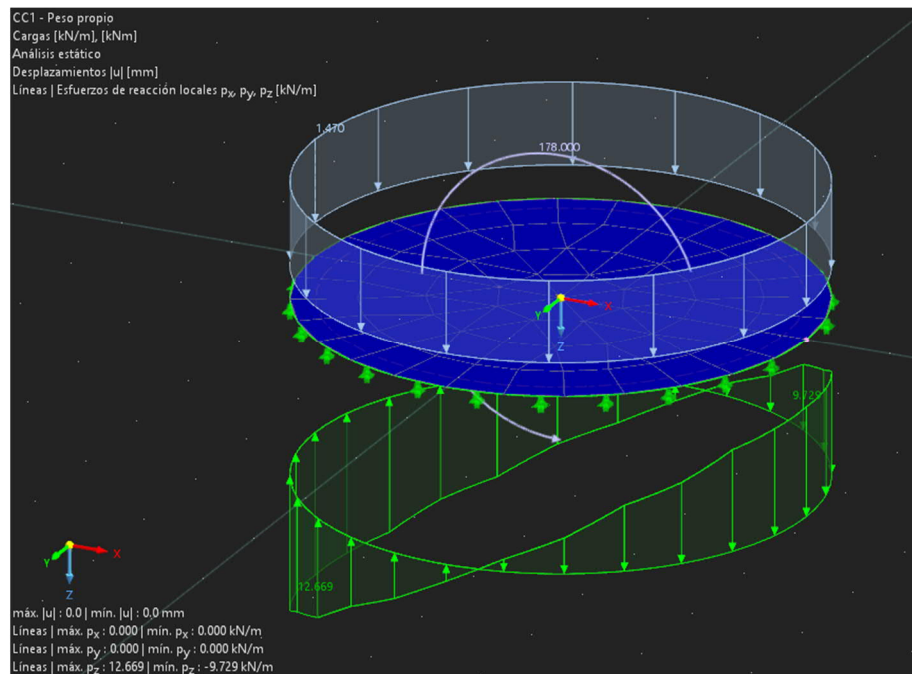 CC1 - Peso propio
Cargas [kN/m], [kNm]
Análisis estático
Desplazamientos |u| [mm]
Líneas | Esfuerzos de reacción locales px, py, pz [kN/m]
1.470
178.000
X
Y
Z
9.729
12.669
X
Y
Z
máx. |u| : 0.0 | mín. |u| : 0.0 mm
Líneas | máx. px : 0.000 | mín. px : 0.000 kN/m
Líneas | máx. py : 0.000 | mín. py : 0.000 kN/m
Líneas | máx. pz : 12.669 | mín. pz : -9.729 kN/m